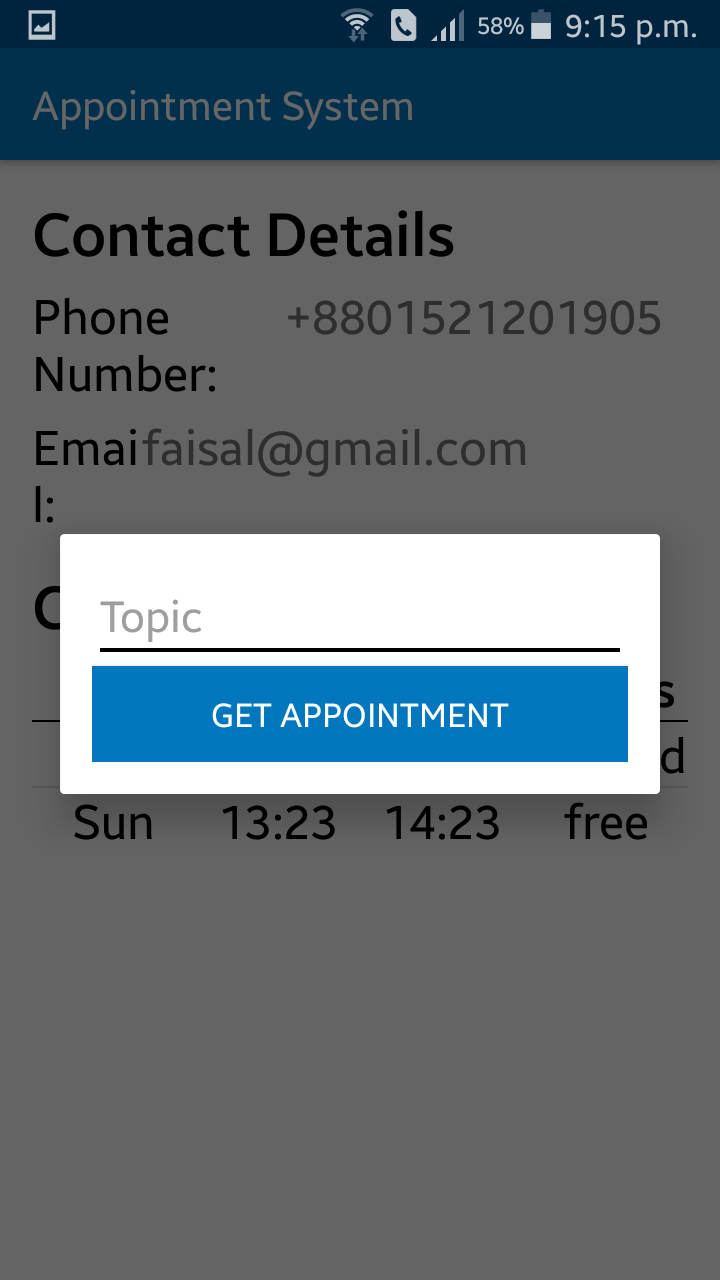 58% 9:15 p.m.
Appointment System
Contact Details
Phone +8801521201905
Number:
Emai faisal@gmail.com
l:
Topic
GET APPOINTMENT
Sun 13:23 14:23 free